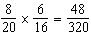 8/20 × 6/16 = 48/320